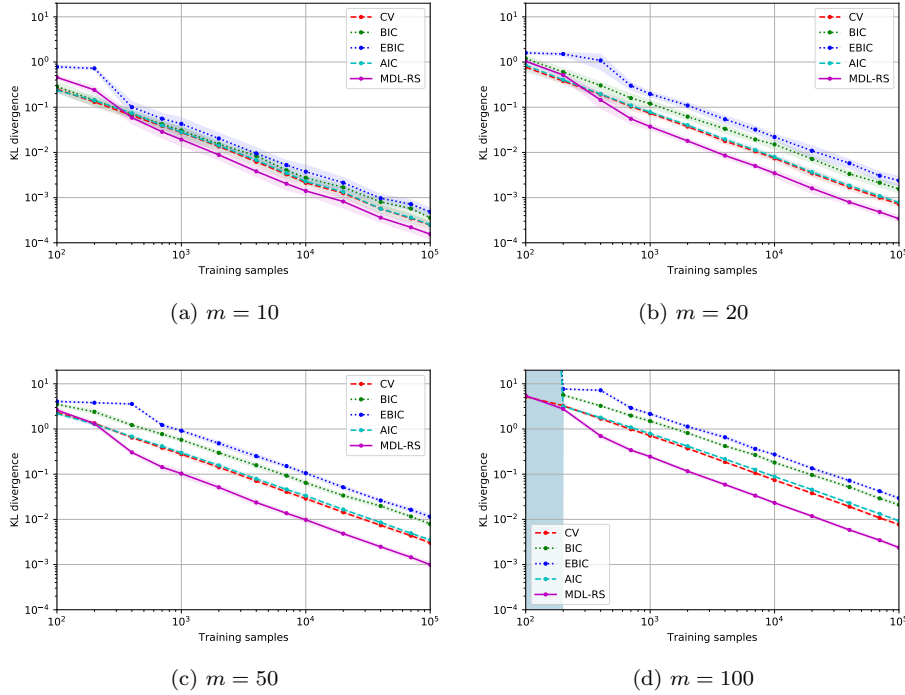 CV
BIC
EBIC
AIC
MDL-RS
10¹
10⁰
10⁻¹
10⁻²
10⁻³
10⁻⁴
KL divergence
10² 10³ 10⁴ 10⁵
Training samples
(a) m = 10
CV
BIC
EBIC
AIC
MDL-RS
10¹
10⁰
10⁻¹
10⁻²
10⁻³
10⁻⁴
KL divergence
10² 10³ 10⁴ 10⁵
Training samples
(b) m = 20
CV
BIC
EBIC
AIC
MDL-RS
10¹
10⁰
10⁻¹
10⁻²
10⁻³
10⁻⁴
KL divergence
10² 10³ 10⁴ 10⁵
Training samples
(c) m = 50
10¹
10⁰
10⁻¹
10⁻²
10⁻³
10⁻⁴
KL divergence
CV
BIC
EBIC
AIC
MDL-RS
10² 10³ 10⁴ 10⁵
Training samples
(d) m = 100